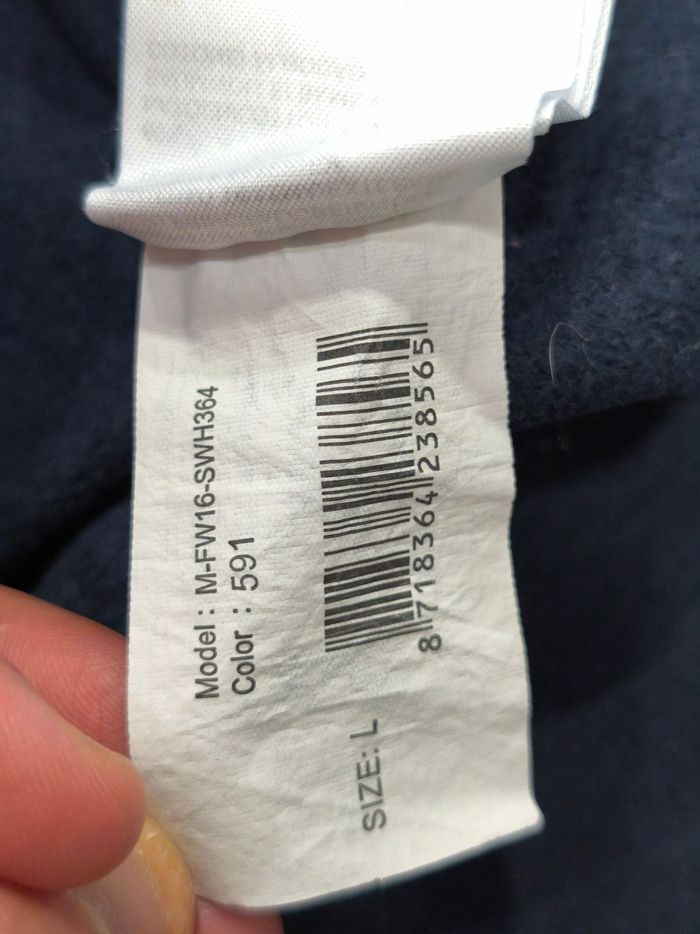 Model : M-FW16-SWH364
Color : 591
8 718364 238565
SIZE: L